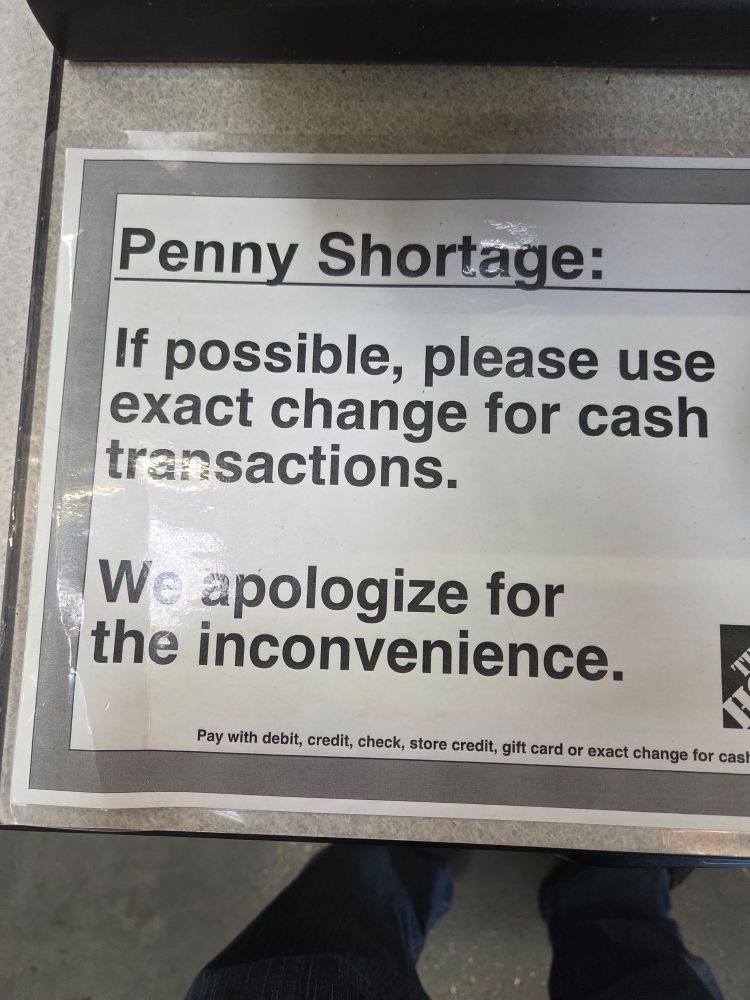 Penny Shortage:
If possible, please use
exact change for cash
transactions.
We apologize for
the inconvenience.
Pay with debit, credit, check, store credit, gift card or exact change for cash